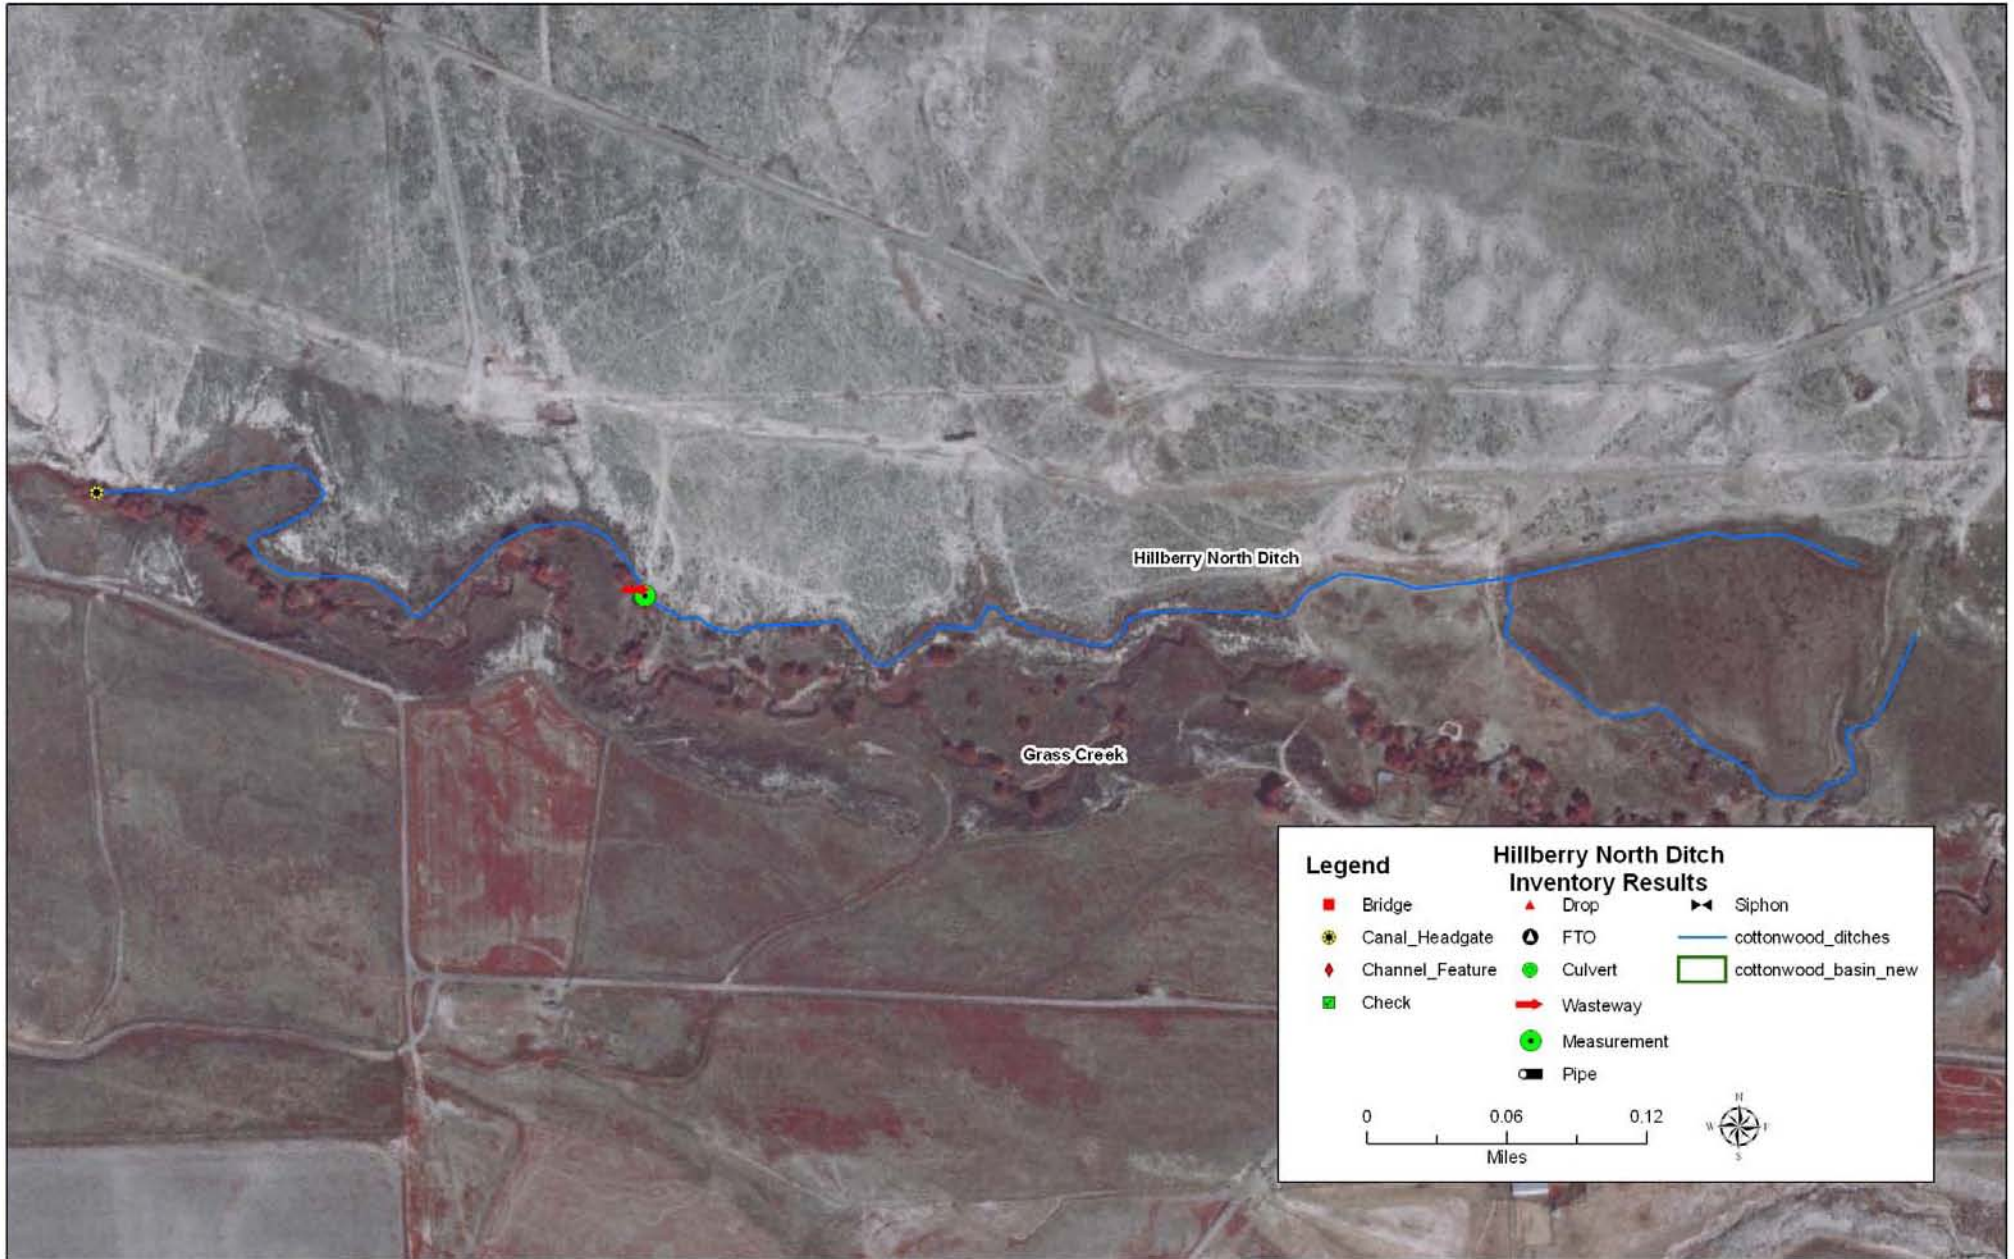 Hillberry North Ditch
Grass Creek
Legend
Hillberry North Ditch
Inventory Results
Bridge
Drop
Siphon
Canal_Headgate
FTO
cottonwood_ditches
Channel_Feature
Culvert
cottonwood_basin_new
Check
Wasteway
Measurement
Pipe
0 0.06 0.12
Miles
N
W E
S